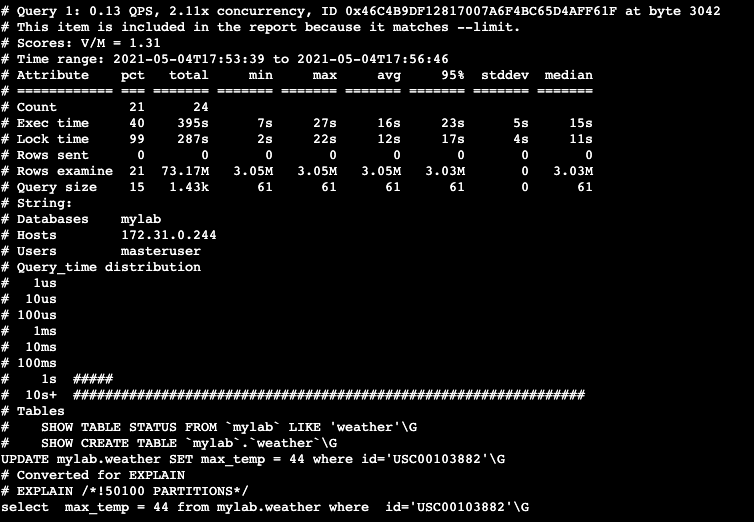 # Query 1: 0.13 QPS, 2.11x concurrency, ID 0x46C4B9DF12817007A6F4BC65D4AFF61F at byte 3042
# This item is included in the report because it matches --limit.
# Scores: V/M = 1.31
# Time range: 2021-05-04T17:53:39 to 2021-05-04T17:56:46
# Attribute    pct   total     min     max     avg     95%  stddev  median
# ============ === ======= ======= ======= ======= ======= ======= =======
# Count         21      24
# Exec time     40    395s      7s     27s     16s     23s      5s     15s
# Lock time     99    287s      2s     22s     12s     17s      4s     11s
# Rows sent      0       0       0       0       0       0       0       0
# Rows examine  21  73.17M   3.05M   3.05M   3.05M   3.03M       0   3.03M
# Query size    15   1.43k      61      61      61      61       0      61
# String:
# Databases    mylab
# Hosts        172.31.0.244
# Users        masteruser
# Query_time distribution
#   1us
#  10us
# 100us
#   1ms
#  10ms
# 100ms
#    1s  #####
#  10s+  ################################################################
# Tables
#    SHOW TABLE STATUS FROM `mylab` LIKE 'weather'\G
#    SHOW CREATE TABLE `mylab`.`weather`\G
UPDATE mylab.weather SET max_temp = 44 where id='USC00103882'\G
# Converted for EXPLAIN
# EXPLAIN /*!50100 PARTITIONS*/
select  max_temp = 44 from mylab.weather where  id='USC00103882'\G